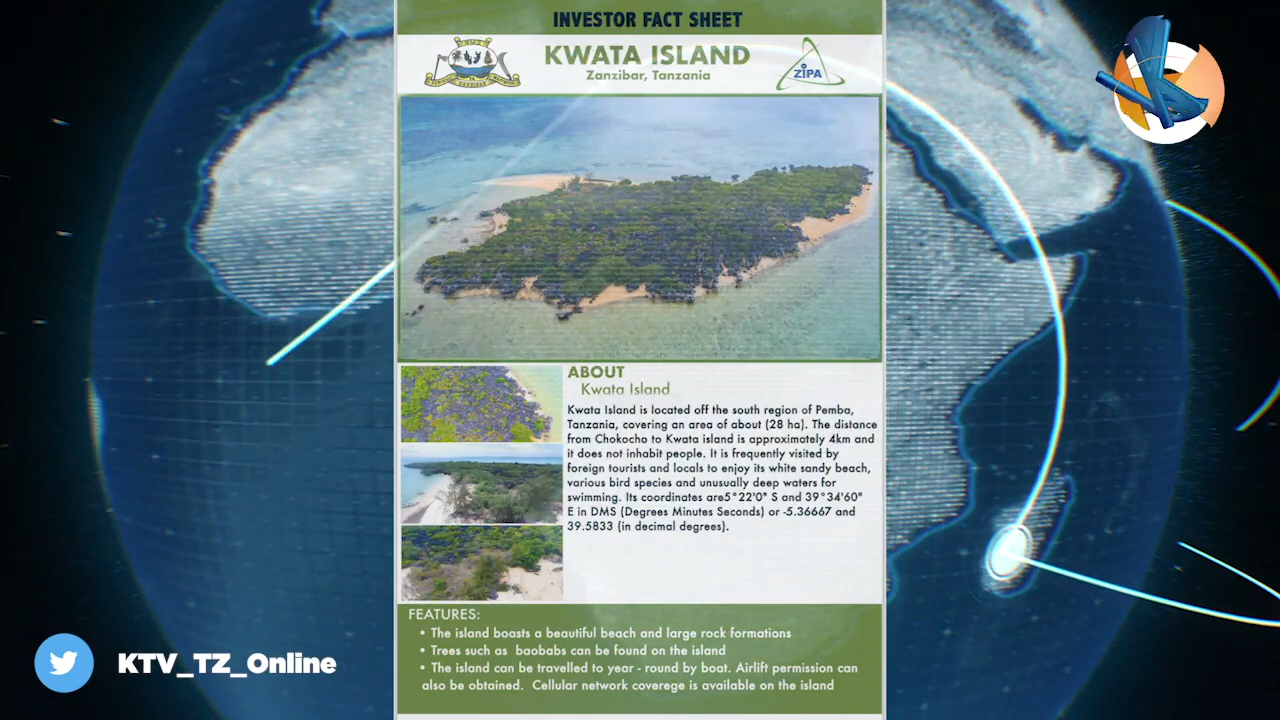 INVESTOR FACT SHEET
KWATA ISLAND
Zanzibar, Tanzania
ZIPA
ABOUT
Kwata Island
Kwata Island is located off the south region of Pemba,
Tanzania, covering an area of about (28 ha). The distance
from Chokocho to Kwata island is approximately 4km and
it does not inhabit people. It is frequently visited by
foreign tourists and locals to enjoy its white sandy beach,
various bird species and unusually deep waters for
swimming. Its coordinates are5°22'0" S and 39°34'60"
E in DMS (Degrees Minutes Seconds) or -5.36667 and
39.5833 (in decimal degrees).
FEATURES:
• The island boasts a beautiful beach and large rock formations
• Trees such as baobabs can be found on the island
• The island can be travelled to year - round by boat. Airlift permission can
also be obtained. Cellular network coverege is available on the island
KTV_TZ_Online